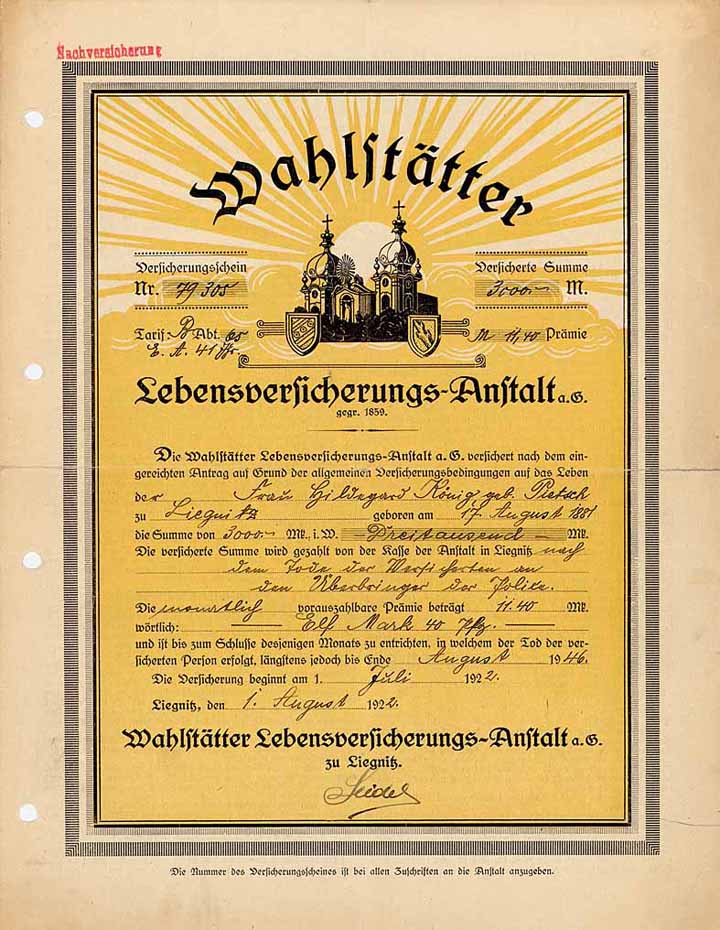 Nachversicherung
Wahlstätter
Versicherungsschein
Nr. 79305
Versicherte Summe
3000.- M.
Tarif B Abt. 65
E. A. 41
M 11,40 Prämie
Lebensversicherungs-Anstalt a.G.
gegr. 1859.
Die Wahlstätter Lebensversicherungs-Anstalt a.G. versichert nach dem ein-
gereichten Antrag auf Grund der allgemeinen Versicherungsbedingungen auf das Leben
der Frau Hildegard König, geb. Pietsch
zu Liegnitz geboren am 17. August 1881
die Summe von 3000.- Mk., i. W. -Dreitausend- Mk.
Die versicherte Summe wird gezahlt von der Kasse der Anstalt in Liegnitz nach
dem Tode der Versicherten an
den Überbringer der Police.
Die monatlich vorauszahlbare Prämie beträgt 11.40 Mk.
wörtlich: Elf Mark 40 Pfg.
und ist bis zum Schlusse desjenigen Monats zu entrichten, in welchem der Tod der ver-
sicherten Person erfolgt, längstens jedoch bis Ende August 1946.
Die Versicherung beginnt am 1. Juli 1922.
Liegnitz, den 1. August 1922.
Wahlstätter Lebensversicherungs-Anstalt a.G.
zu Liegnitz.
Seidel
Die Nummer des Versicherungsscheines ist bei allen Zuschriften an die Anstalt anzugeben.